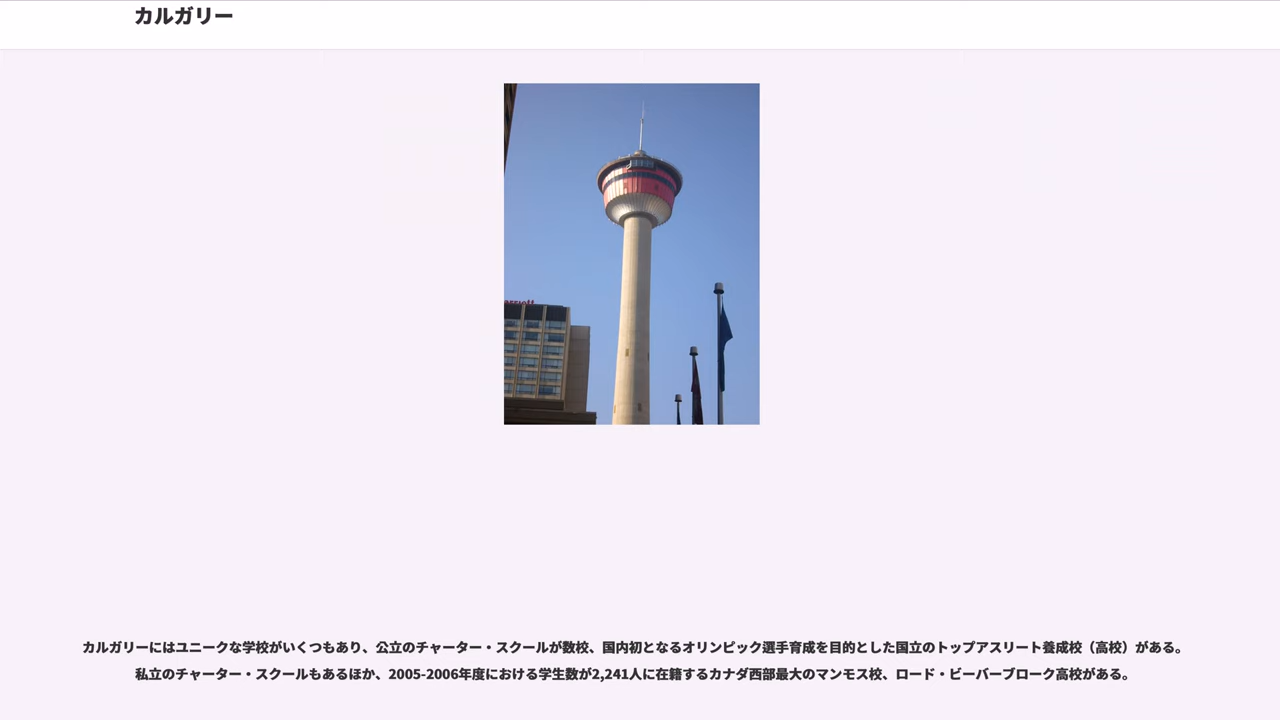 カルガリー
カルガリーにはユニークな学校がいくつもあり、公立のチャーター・スクールが数校、国内初となるオリンピック選手育成を目的とした国立のトップアスリート養成校（高校）がある。
私立のチャーター・スクールもあるほか、2005-2006年度における学生数が2,241人に在籍するカナダ西部最大のマンモス校、ロード・ビーバーブローク高校がある。